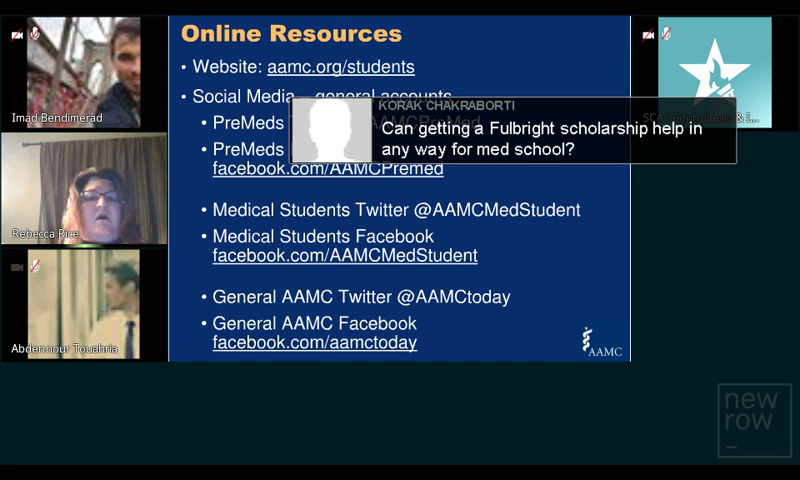 Online Resources
• Website: aamc.org/students
• Social Media – general accounts
• PreMeds
• PreMeds
facebook.com/AAMCPremed
• Medical Students Twitter @AAMCMedStudent
• Medical Students Facebook
facebook.com/AAMCMedStudent
• General AAMC Twitter @AAMCtoday
• General AAMC Facebook
facebook.com/aamctoday
AAMC
KORAK CHAKRABORTI
Can getting a Fulbright scholarship help in
any way for med school?
Imad Bendimerad
Rebecca Rice
Abdennour Touahria
SCA - Central Asia & I...
new
row